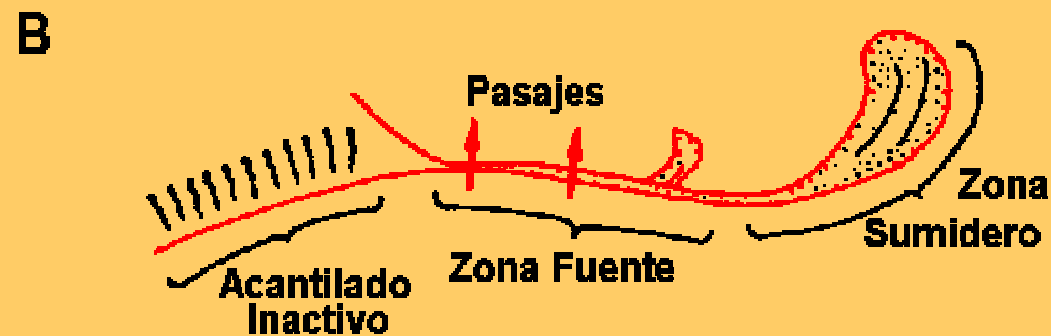 B
Pasajes
Zona
Sumidero
Zona Fuente
Acantilado
Inactivo